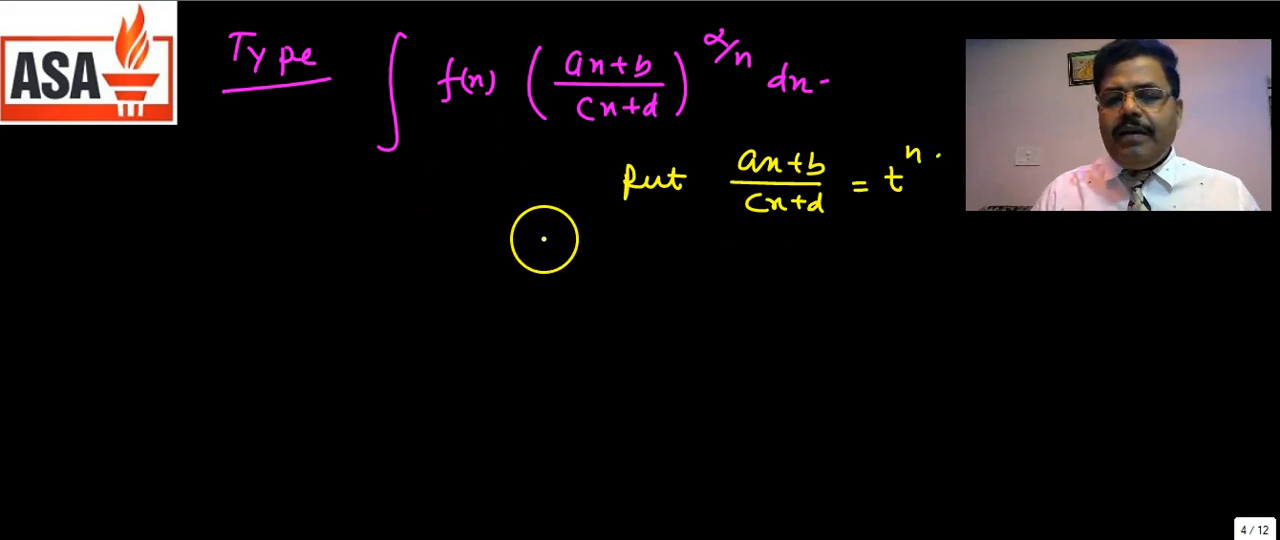 ASA
Type ∫ f(x) (ax+b / cx+d)^α/n dx.
Put ax+b / cx+d = t^n.
4 / 12